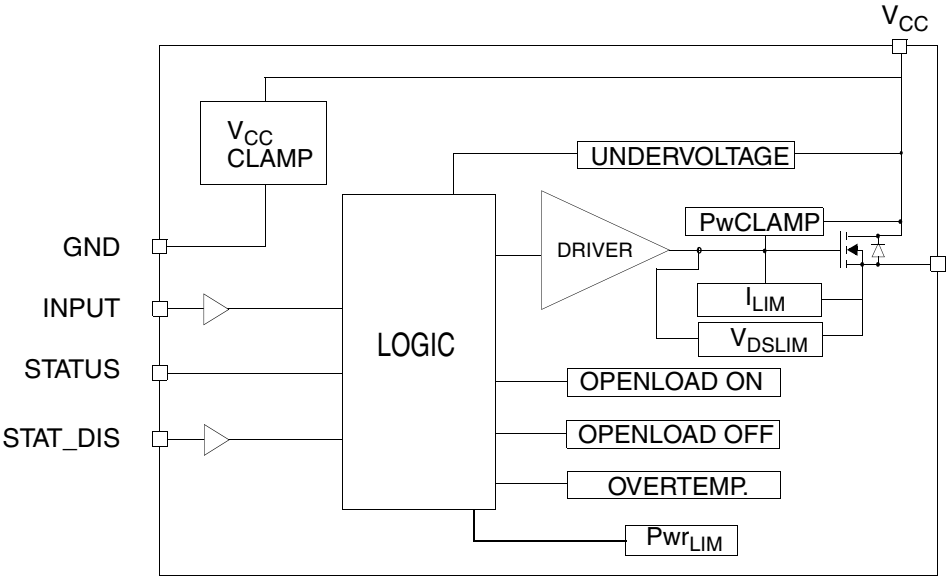 VCC
VCC
CLAMP
UNDERVOLTAGE
PwCLAMP
GND
DRIVER
INPUT
ILIM
LOGIC
VDSLIM
STATUS
OPENLOAD ON
STAT_DIS
OPENLOAD OFF
OVERTEMP.
PwrLIM